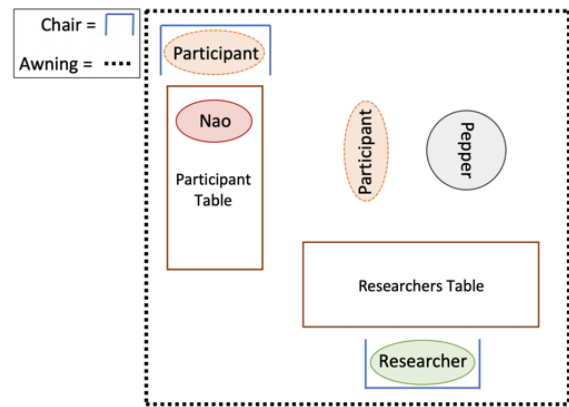 Chair =
Awning =
Participant
Nao
Participant
Table
Participant
Pepper
Researchers Table
Researcher